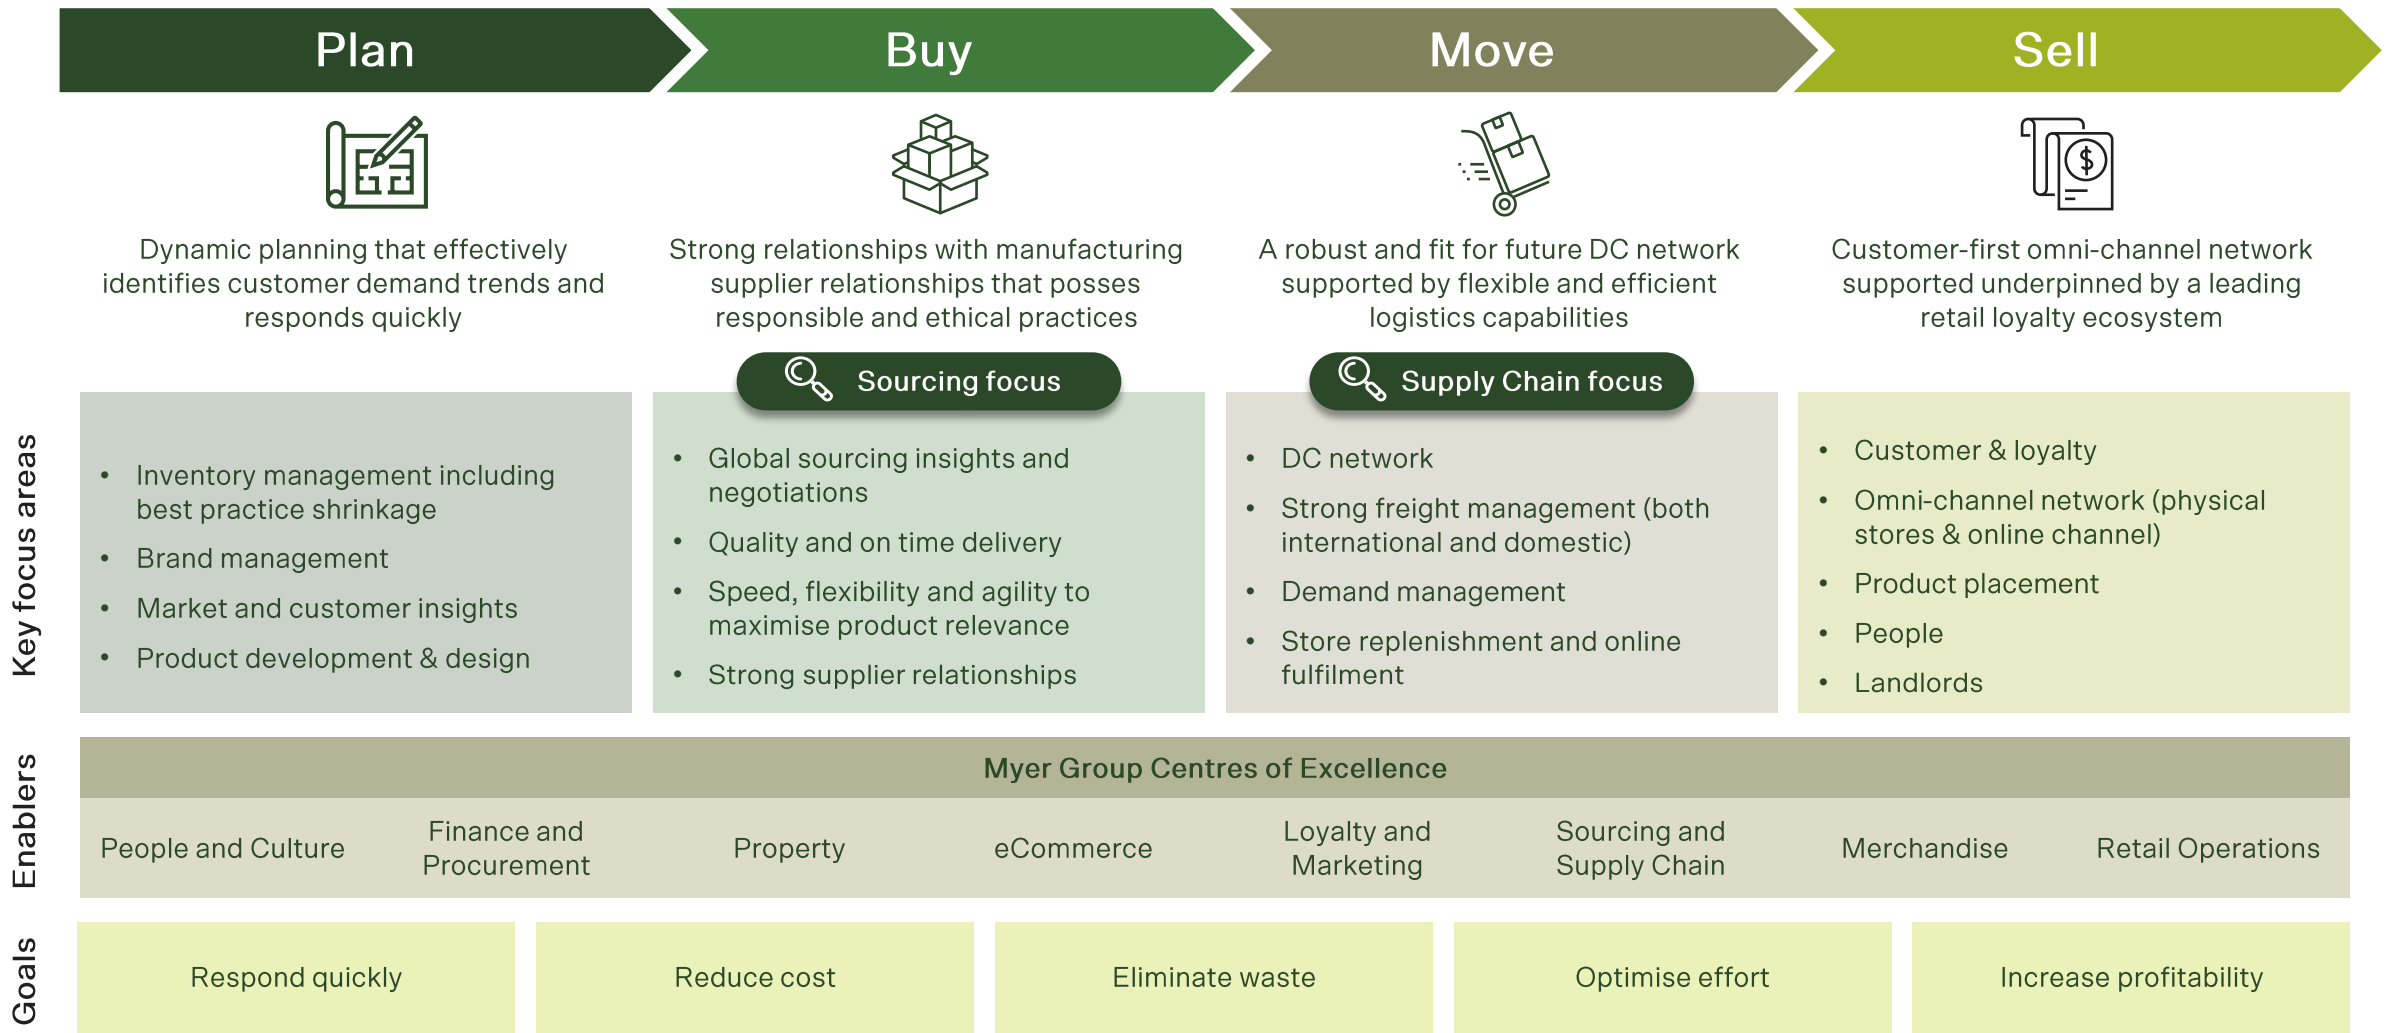 Plan
Buy
Move
Sell
Dynamic planning that effectively
identifies customer demand trends and
responds quickly
Strong relationships with manufacturing
supplier relationships that posses
responsible and ethical practices
A robust and fit for future DC network
supported by flexible and efficient
logistics capabilities
Customer-first omni-channel network
supported underpinned by a leading
retail loyalty ecosystem
Sourcing focus
Supply Chain focus
Key focus areas
• Inventory management including
best practice shrinkage
• Brand management
• Market and customer insights
• Product development & design
• Global sourcing insights and
negotiations
• Quality and on time delivery
• Speed, flexibility and agility to
maximise product relevance
• Strong supplier relationships
• DC network
• Strong freight management (both
international and domestic)
• Demand management
• Store replenishment and online
fulfilment
• Customer & loyalty
• Omni-channel network (physical
stores & online channel)
• Product placement
• People
• Landlords
Enablers
Myer Group Centres of Excellence
People and Culture
Finance and
Procurement
Property
eCommerce
Loyalty and
Marketing
Sourcing and
Supply Chain
Merchandise
Retail Operations
Goals
Respond quickly
Reduce cost
Eliminate waste
Optimise effort
Increase profitability